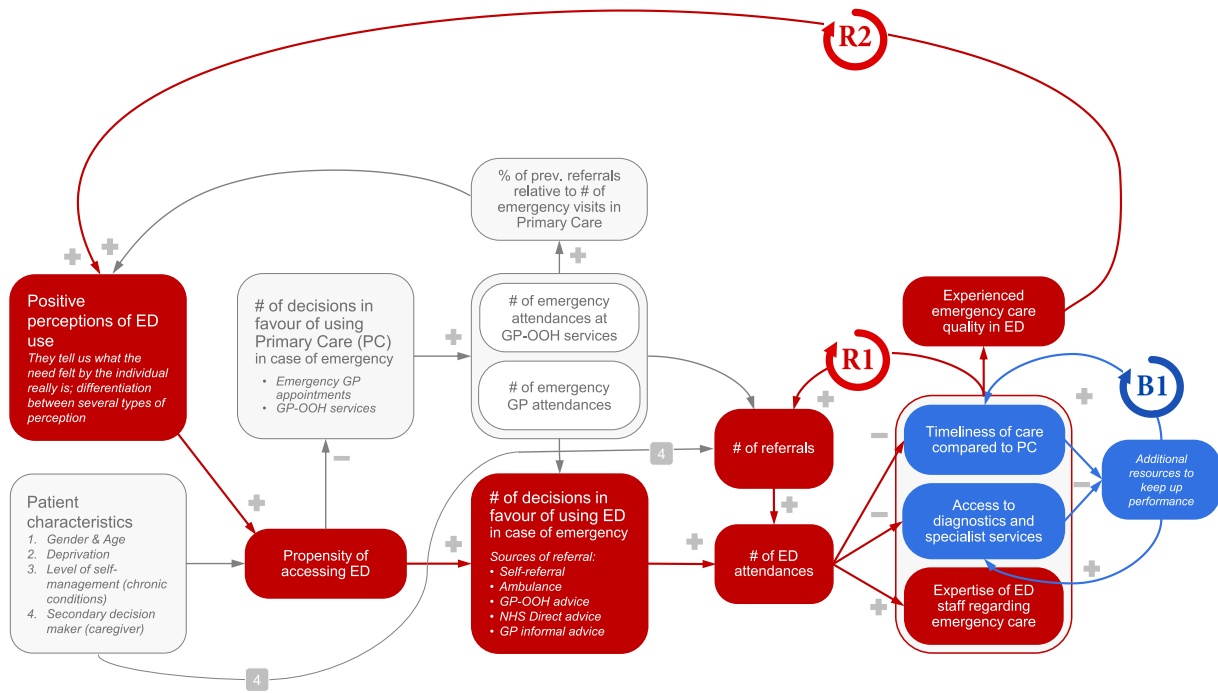 R2
% of prev. referrals
relative to # of
emergency visits in
Primary Care
Positive
perceptions of ED
use
They tell us what the
need felt by the individual
really is; differentiation
between several types of
perception
# of decisions in
favour of using
Primary Care (PC)
in case of emergency
• Emergency GP
appointments
• GP-OOH services
# of emergency
attendances at
GP-OOH services
# of emergency
GP attendances
Experienced
emergency care
quality in ED
R1
B1
# of referrals
Timeliness of care
compared to PC
Additional
resources to
keep up
performance
4
Patient
characteristics
1. Gender & Age
2. Deprivation
3. Level of self-
management (chronic
conditions)
4. Secondary decision
maker (caregiver)
Propensity of
accessing ED
# of decisions in
favour of using ED
in case of emergency
Sources of referral:
• Self-referral
• Ambulance
• GP-OOH advice
• NHS Direct advice
• GP informal advice
# of ED
attendances
Access to
diagnostics and
specialist services
Expertise of ED
staff regarding
emergency care
4